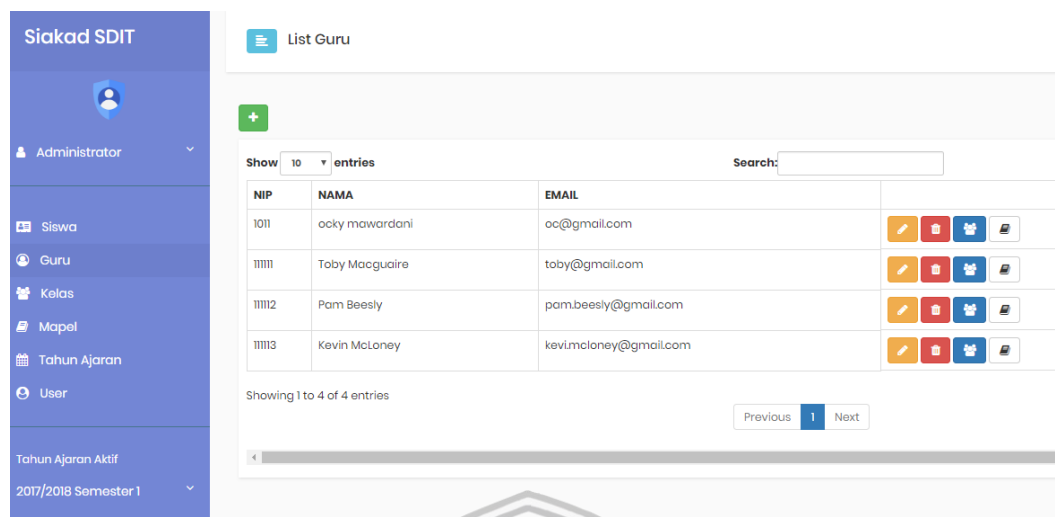 Siakad SDIT
List Guru
Administrator
Siswa
Guru
Kelas
Mapel
Tahun Ajaran
User
Tahun Ajaran Aktif
2017/2018 Semester 1
Show 10 entries
Search:
NIP NAMA EMAIL
1011 ocky mawardani oc@gmail.com
111111 Toby Macguaire toby@gmail.com
111112 Pam Beesly pam.beesly@gmail.com
111113 Kevin McLoney kevi.mcloney@gmail.com
Showing 1 to 4 of 4 entries
Previous 1 Next